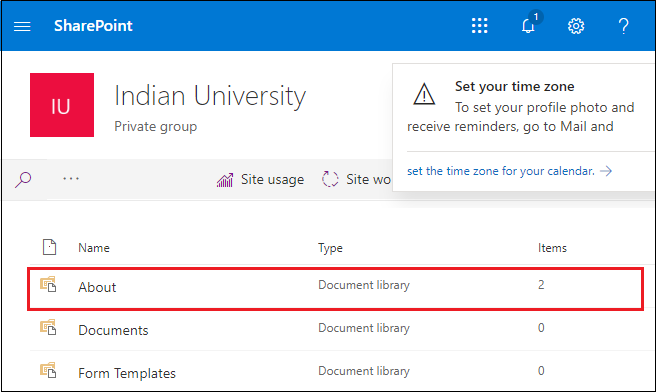 SharePoint
1
?
IU
Indian University
Private group
Set your time zone
To set your profile photo and
receive reminders, go to Mail and
set the time zone for your calendar. →
... Site usage Site wo
Name Type Items
About Document library 2
Documents Document library 0
Form Templates Document library 0